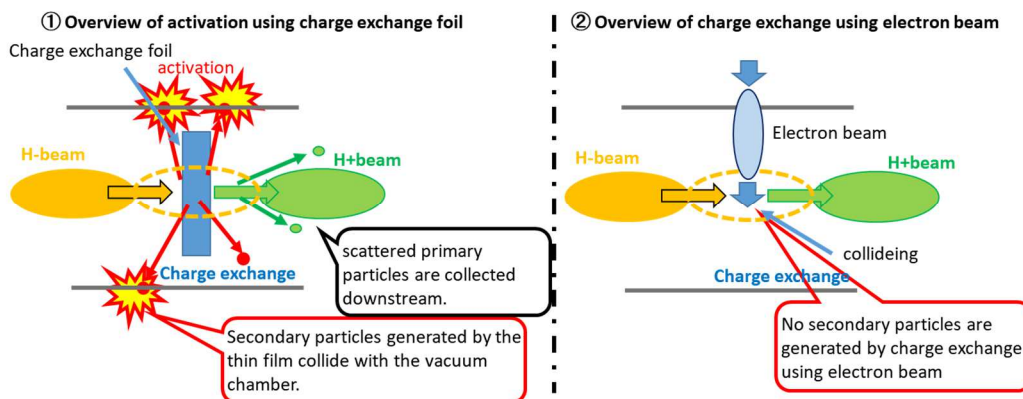 ① Overview of activation using charge exchange foil
Charge exchange foil
activation
H-beam
H+beam
scattered primary
particles are collected
downstream.
Charge exchange
Secondary particles generated by the
thin film collide with the vacuum
chamber.
② Overview of charge exchange using electron beam
Electron beam
H-beam
H+beam
collideing
Charge exchange
No secondary particles are
generated by charge exchange
using electron beam